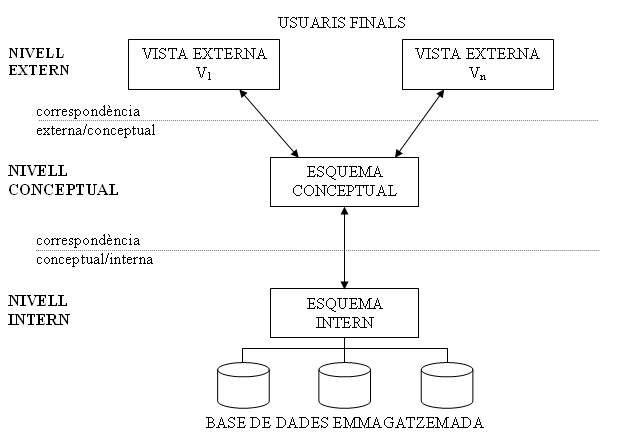 USUARIS FINALS
NIVELL
EXTERN
VISTA EXTERNA
V1
VISTA EXTERNA
Vn
correspondència
externa/conceptual
NIVELL
CONCEPTUAL
ESQUEMA
CONCEPTUAL
correspondència
conceptual/interna
NIVELL
INTERN
ESQUEMA
INTERN
BASE DE DADES EMMAGATZEMADA